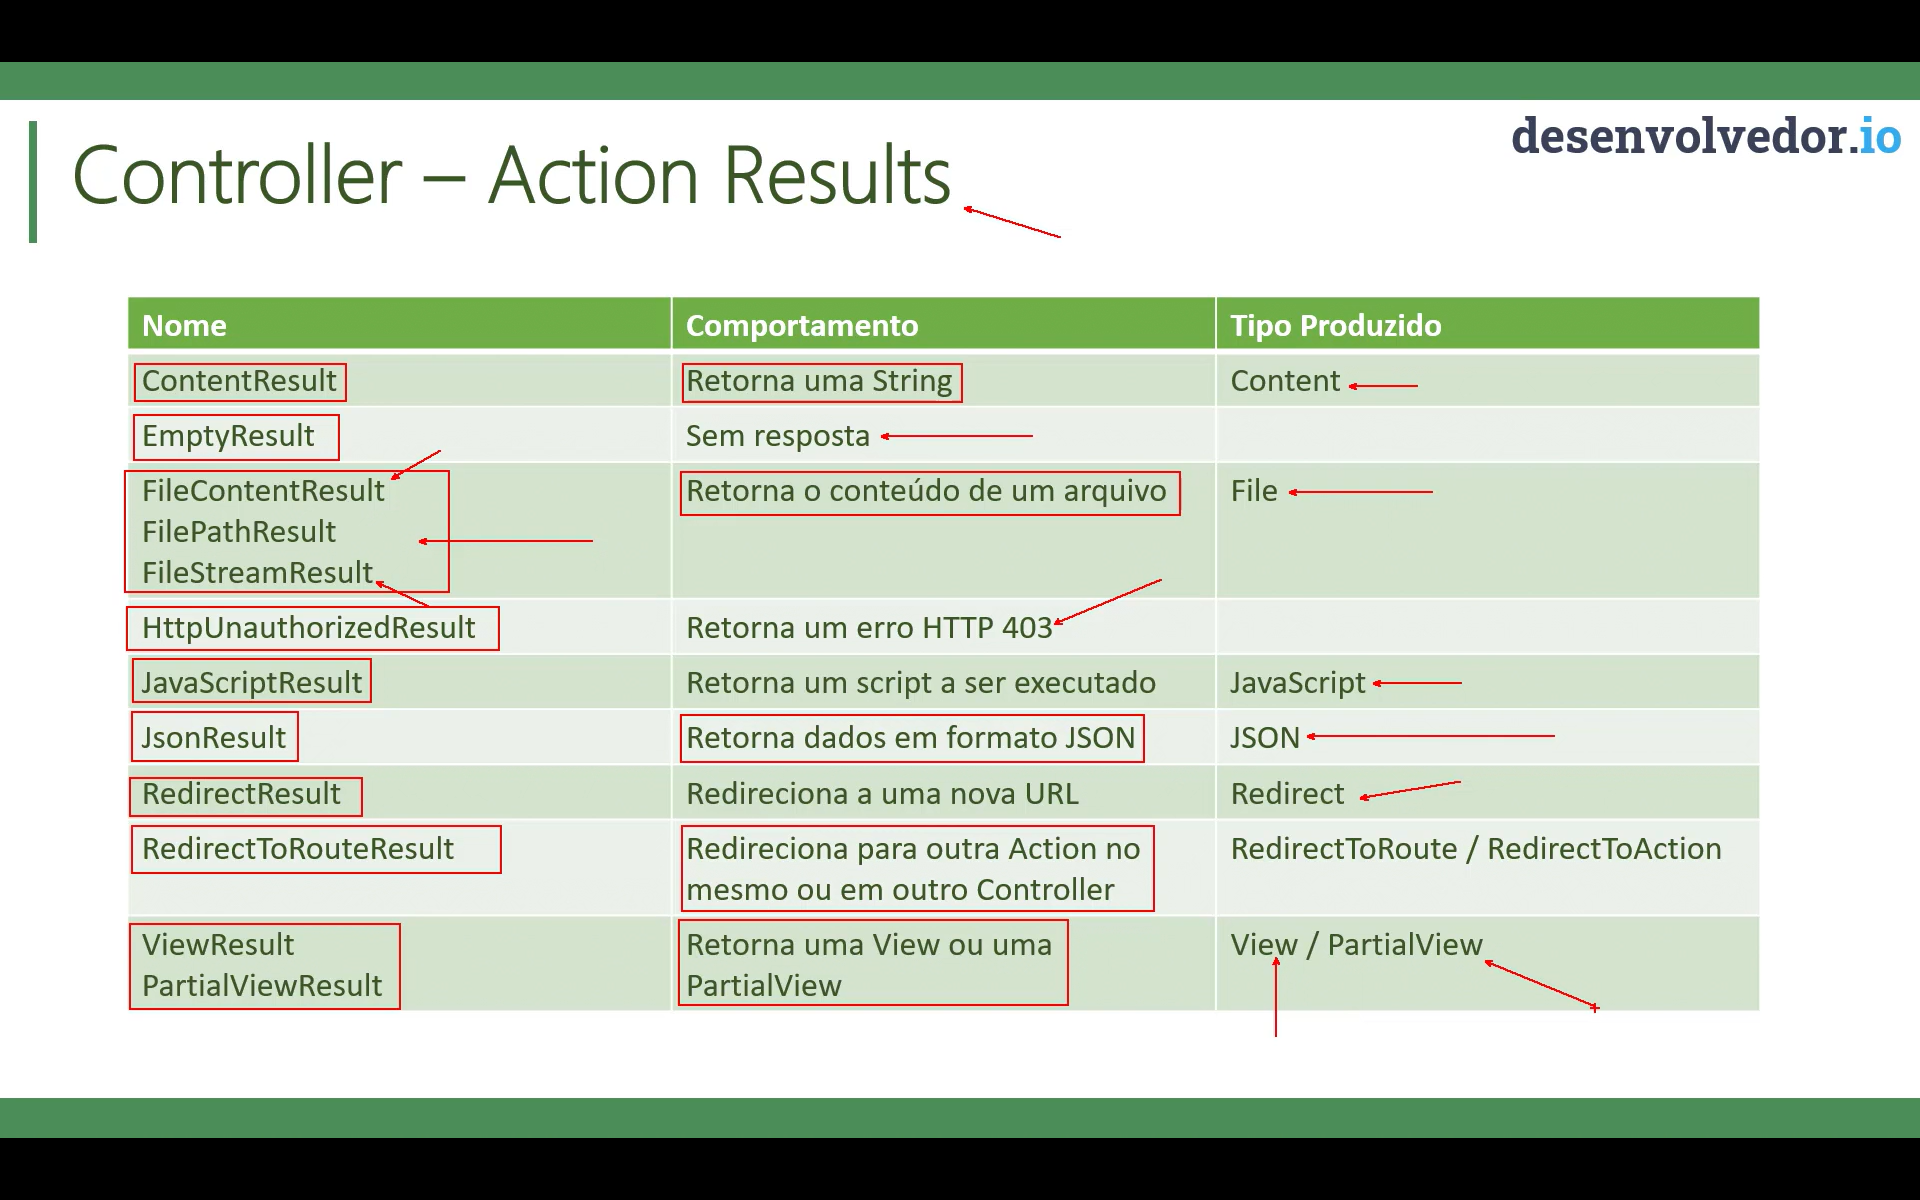 desenvolvedor.io
Controller – Action Results
Nome Comportamento Tipo Produzido
ContentResult Retorna uma String Content
EmptyResult Sem resposta
FileContentResult Retorna o conteúdo de um arquivo File
FilePathResult
FileStreamResult
HttpUnauthorizedResult Retorna um erro HTTP 403
JavaScriptResult Retorna um script a ser executado JavaScript
JsonResult Retorna dados em formato JSON JSON
RedirectResult Redireciona a uma nova URL Redirect
RedirectToRouteResult Redireciona para outra Action no RedirectToRoute / RedirectToAction
mesmo ou em outro Controller
ViewResult Retorna uma View ou uma View / PartialView
PartialViewResult PartialView